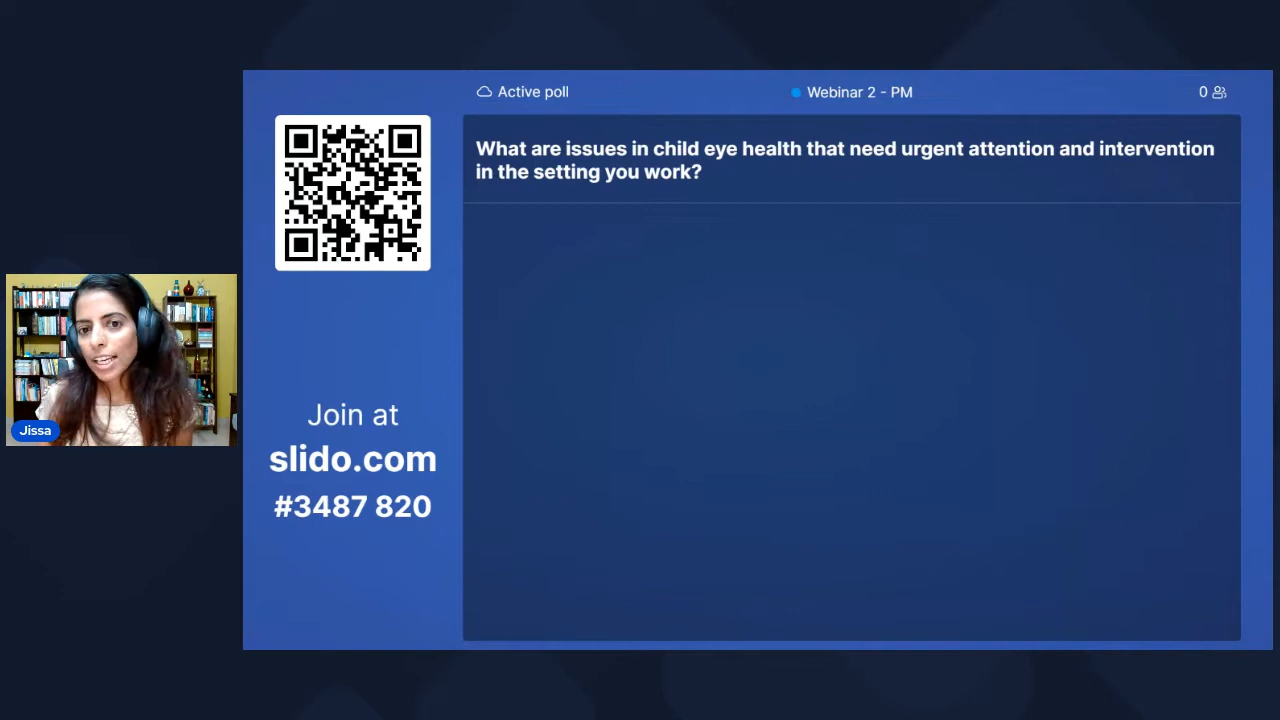 Active poll
Webinar 2 - PM
0
What are issues in child eye health that need urgent attention and intervention
in the setting you work?
Join at
slido.com
#3487 820
Jissa